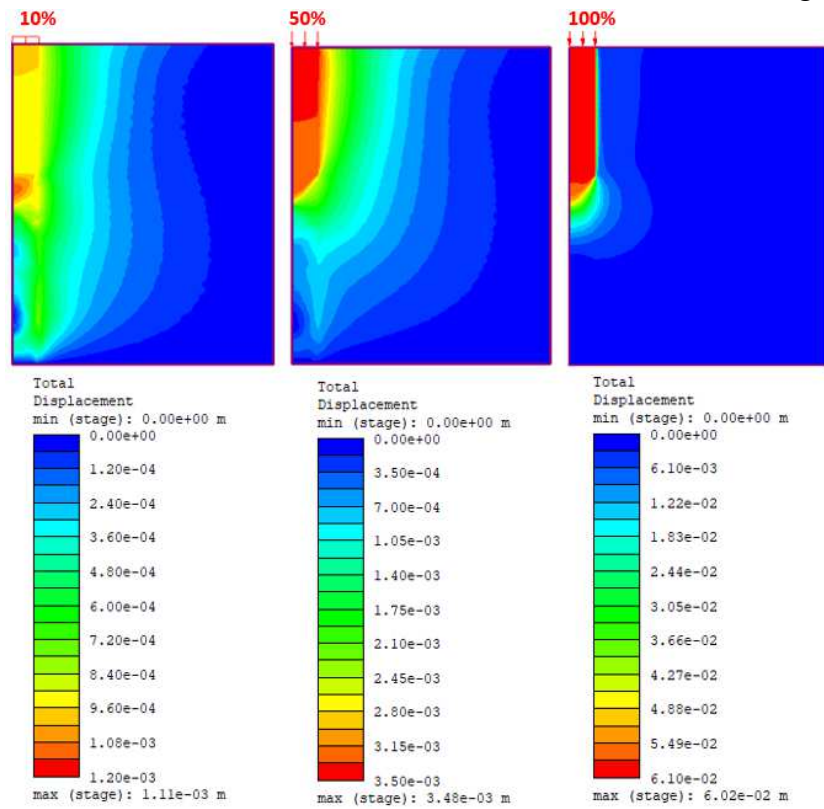 10%
50%
100%
Total
Displacement
min (stage): 0.00e+00 m
0.00e+00
1.20e-04
2.40e-04
3.60e-04
4.80e-04
6.00e-04
7.20e-04
8.40e-04
9.60e-04
1.08e-03
1.20e-03
max (stage): 1.11e-03 m
Total
Displacement
min (stage): 0.00e+00 m
0.00e+00
3.50e-04
7.00e-04
1.05e-03
1.40e-03
1.75e-03
2.10e-03
2.45e-03
2.80e-03
3.15e-03
3.50e-03
max (stage): 3.48e-03 m
Total
Displacement
min (stage): 0.00e+00 m
0.00e+00
6.10e-03
1.22e-02
1.83e-02
2.44e-02
3.05e-02
3.66e-02
4.27e-02
4.88e-02
5.49e-02
6.10e-02
max (stage): 6.02e-02 m